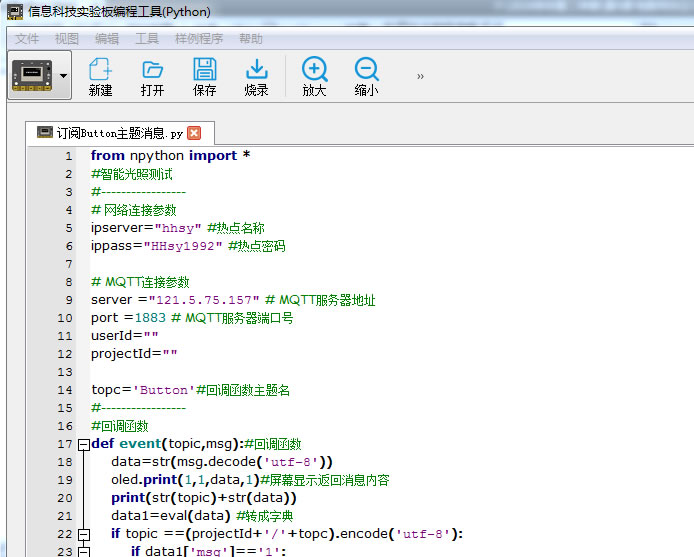 信息科技实验板编程工具(Python)
文件 视图 编辑 工具 样例程序 帮助
新建 打开 保存 烧录 放大 缩小 »
订阅Button主题消息.py
1 from npython import *
2 #智能光照测试
3 #-----------------
4 # 网络连接参数
5 ipserver="hhsy" #热点名称
6 ippass="HHsy1992" #热点密码
7
8 # MQTT连接参数
9 server ="121.5.75.157" # MQTT服务器地址
10 port =1883 # MQTT服务器端口号
11 userId=""
12 projectId=""
13
14 topc='Button'#回调函数主题名
15 #-----------------
16 #回调函数
17 def event(topic,msg):#回调函数
18 data=str(msg.decode('utf-8'))
19 oled.print(1,1,data,1)#屏幕显示返回消息内容
20 print(str(topic)+str(data))
21 data1=eval(data) #转成字典
22 if topic ==(projectId+'/'+topc).encode('utf-8'):
23 if data1['msg']=='1':